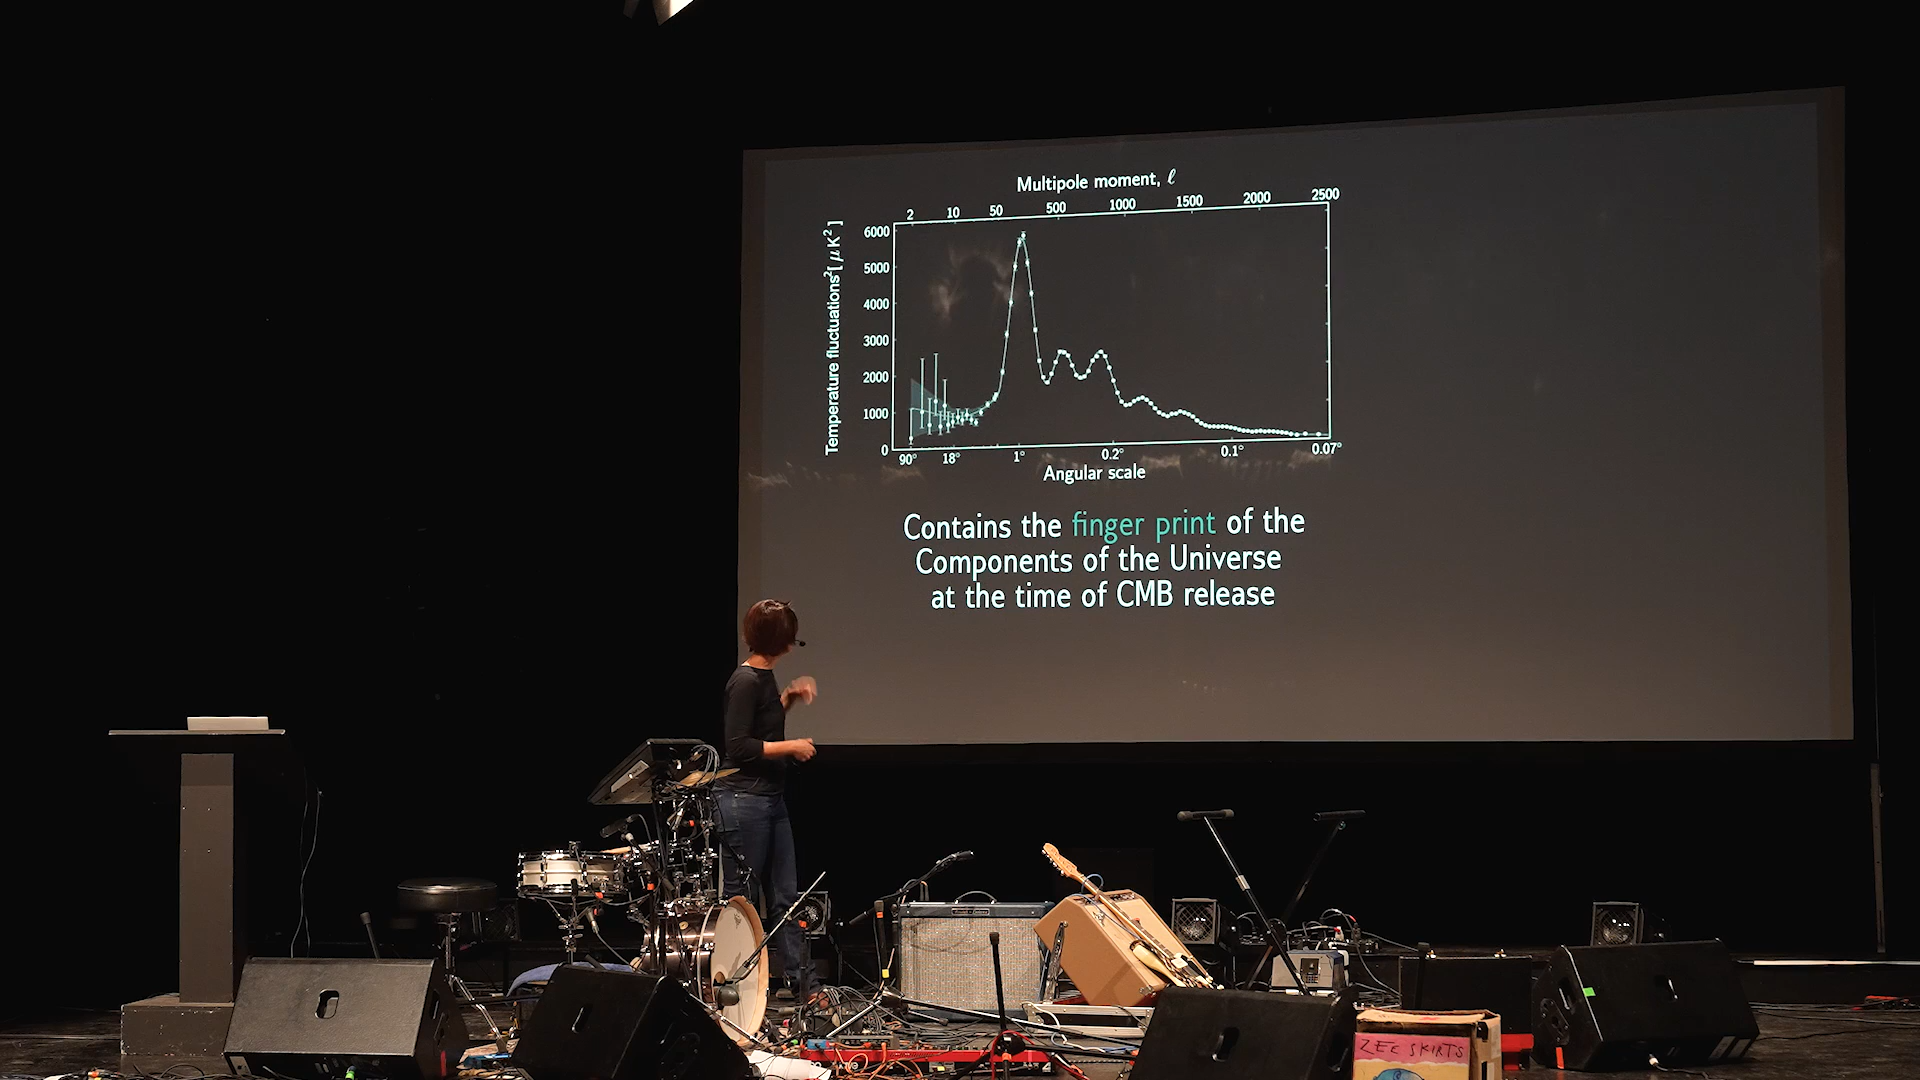 Multipole moment, ℓ
2 10 50 500 1000 1500 2000 2500
Temperature fluctuations² [ μ K² ]
6000
5000
4000
3000
2000
1000
0
90° 18° 1° 0.2° 0.1° 0.07°
Angular scale
Contains the finger print of the
Components of the Universe
at the time of CMB release
ZEE SKIRTS